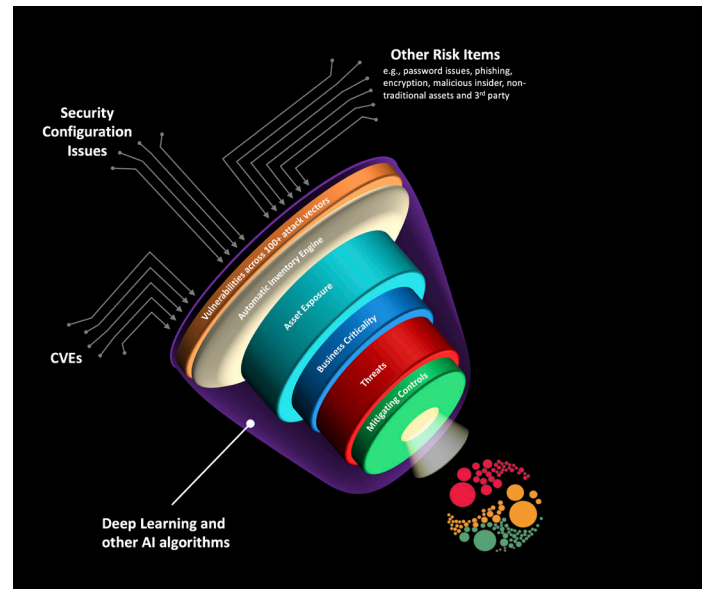 Other Risk Items
e.g., password issues, phishing,
encryption, malicious insider, non-
traditional assets and 3rd party
Security
Configuration
Issues
CVEs
Vulnerabilities across 100+ attack vectors
Automatic Inventory Engine
Asset Exposure
Business Criticality
Threats
Mitigating Controls
Deep Learning and
other AI algorithms